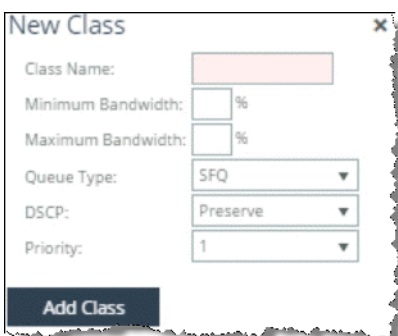 New Class ×
Class Name:
Minimum Bandwidth: %
Maximum Bandwidth: %
Queue Type: SFQ
DSCP: Preserve
Priority: 1
Add Class